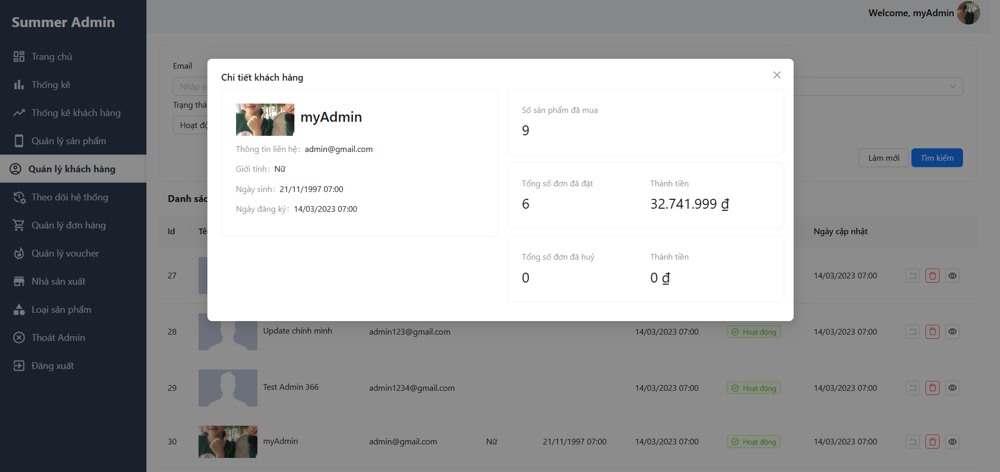 Summer Admin
Trang chủ
Thống kê
Thống kê khách hàng
Quản lý sản phẩm
Quản lý khách hàng
Theo dõi hệ thống
Quản lý đơn hàng
Quản lý voucher
Nhà sản xuất
Loại sản phẩm
Thoát Admin
Đăng xuất
Welcome, myAdmin
Email
Nhập
Trạng
Hoạt
Làm mới
Tìm kiếm
Danh
Chi tiết khách hàng
myAdmin
Thông tin liên hệ: admin@gmail.com
Giới tính: Nữ
Ngày sinh: 21/11/1997 07:00
Ngày đăng ký: 14/03/2023 07:00
Số sản phẩm đã mua
9
Tổng số đơn đã đặt Thành tiền
6 32.741.999 ₫
Tổng số đơn đã huỷ Thành tiền
0 0 ₫
Id Ngày cập nhật
27 14/03/2023 07:00
28 Update chính mình admin123@gmail.com 14/03/2023 07:00 Hoạt động 14/03/2023 07:00
29 Test Admin 366 admin1234@gmail.com 14/03/2023 07:00 Hoạt động 14/03/2023 07:00
30 myAdmin admin@gmail.com Nữ 21/11/1997 07:00 14/03/2023 07:00 Hoạt động 14/03/2023 07:00